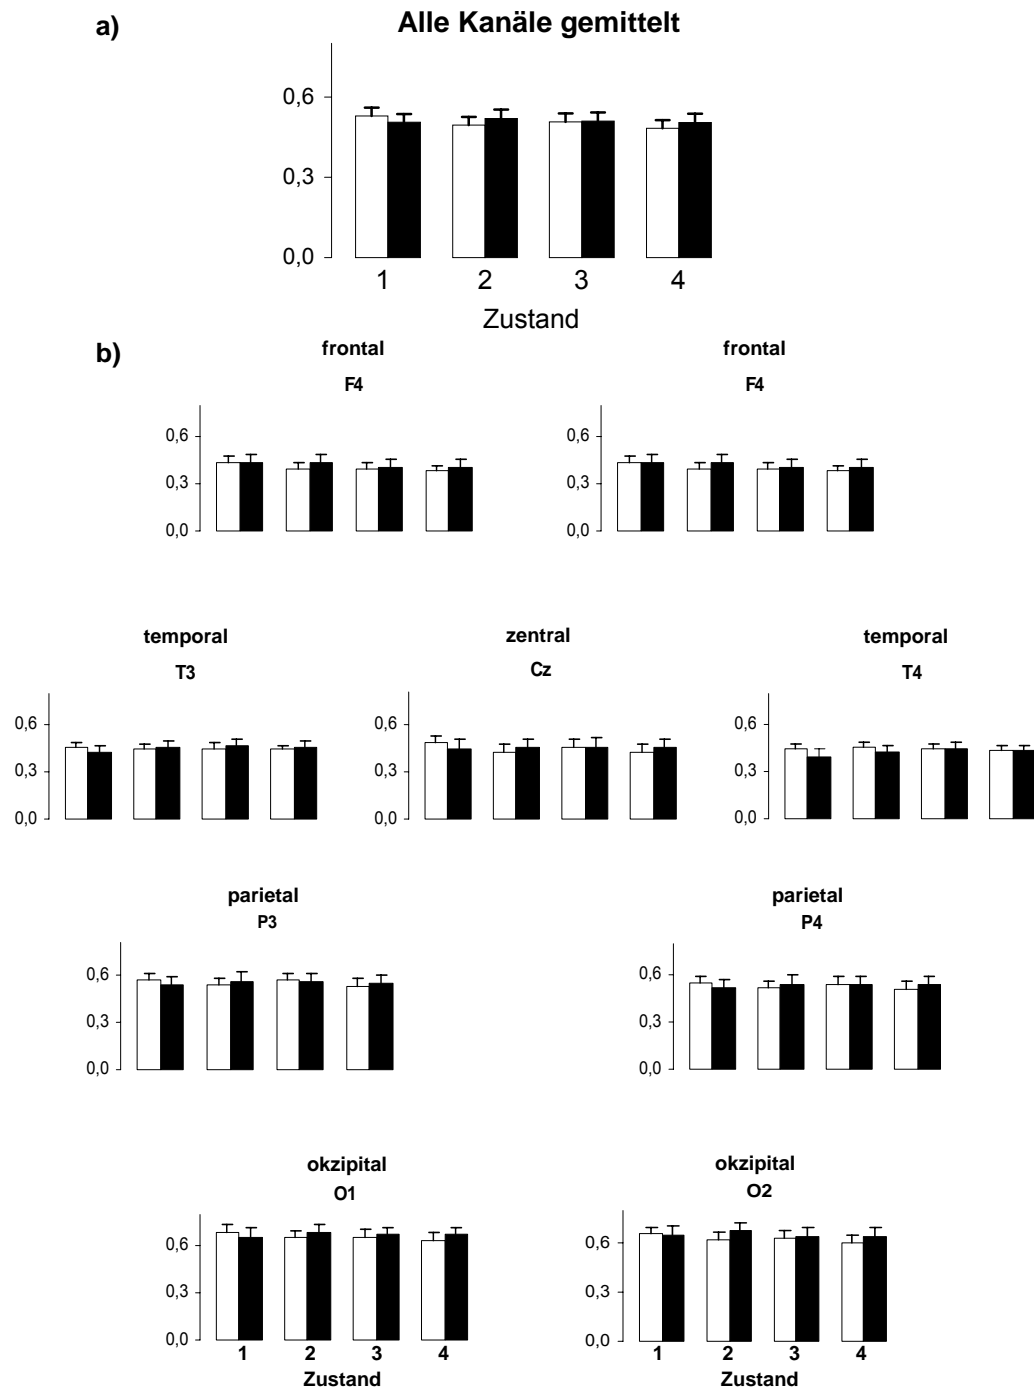 a) Alle Kanäle gemittelt
0,6
0,3
0,0
1 2 3 4
Zustand
b)
frontal frontal
F4 F4
0,6 0,6
0,3 0,3
0,0 0,0
temporal zentral temporal
T3 Cz T4
0,6 0,6 0,6
0,3 0,3 0,3
0,0 0,0 0,0
parietal parietal
P3 P4
0,6 0,6
0,3 0,3
0,0 0,0
okzipital okzipital
O1 O2
0,6 0,6
0,3 0,3
0,0 0,0
1 2 3 4 1 2 3 4
Zustand Zustand